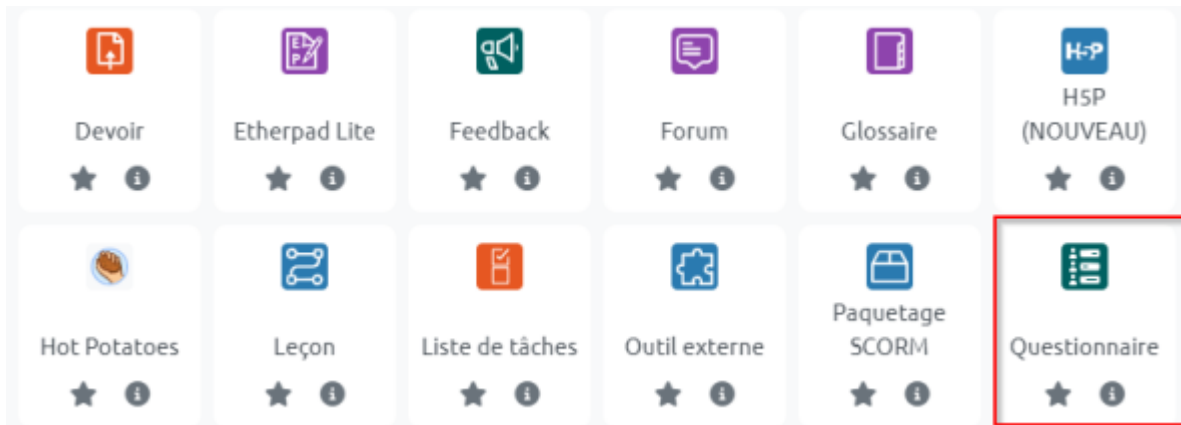 Devoir
Etherpad Lite
Feedback
Forum
Glossaire
H5P
H5P
(NOUVEAU)
Hot Potatoes
Leçon
Liste de tâches
Outil externe
Paquetage
SCORM
Questionnaire